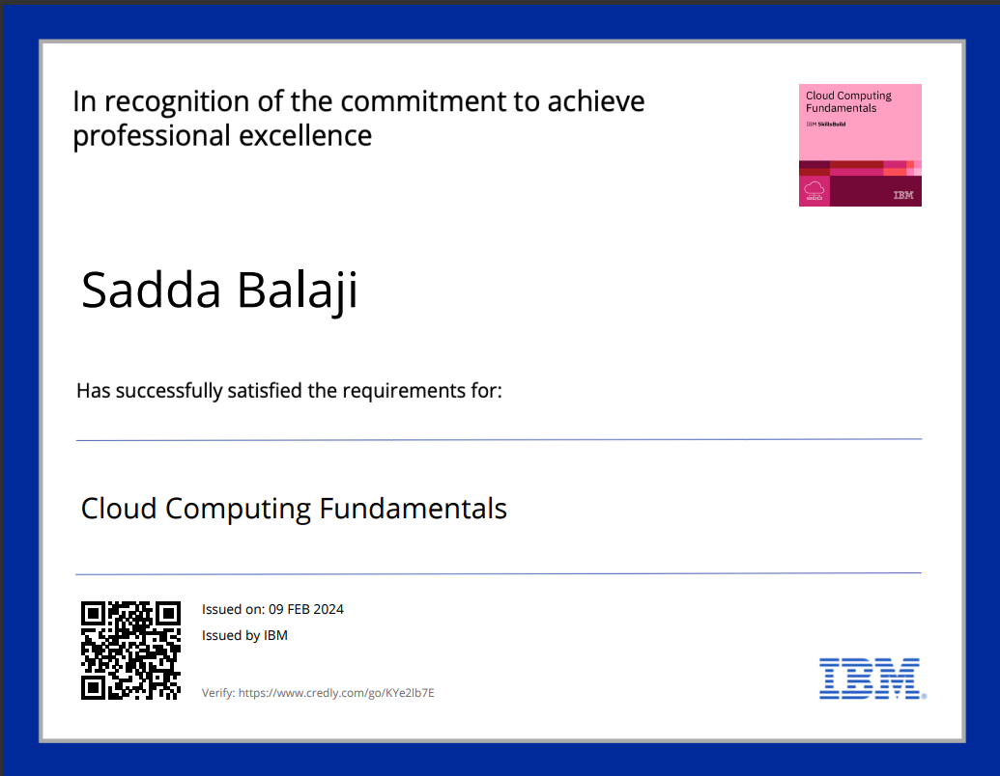 In recognition of the commitment to achieve
professional excellence
Cloud Computing
Fundamentals
IBM SkillsBuild
IBM
Sadda Balaji
Has successfully satisfied the requirements for:
Cloud Computing Fundamentals
Issued on: 09 FEB 2024
Issued by IBM
Verify: https://www.credly.com/go/KYe2lb7E
IBM®